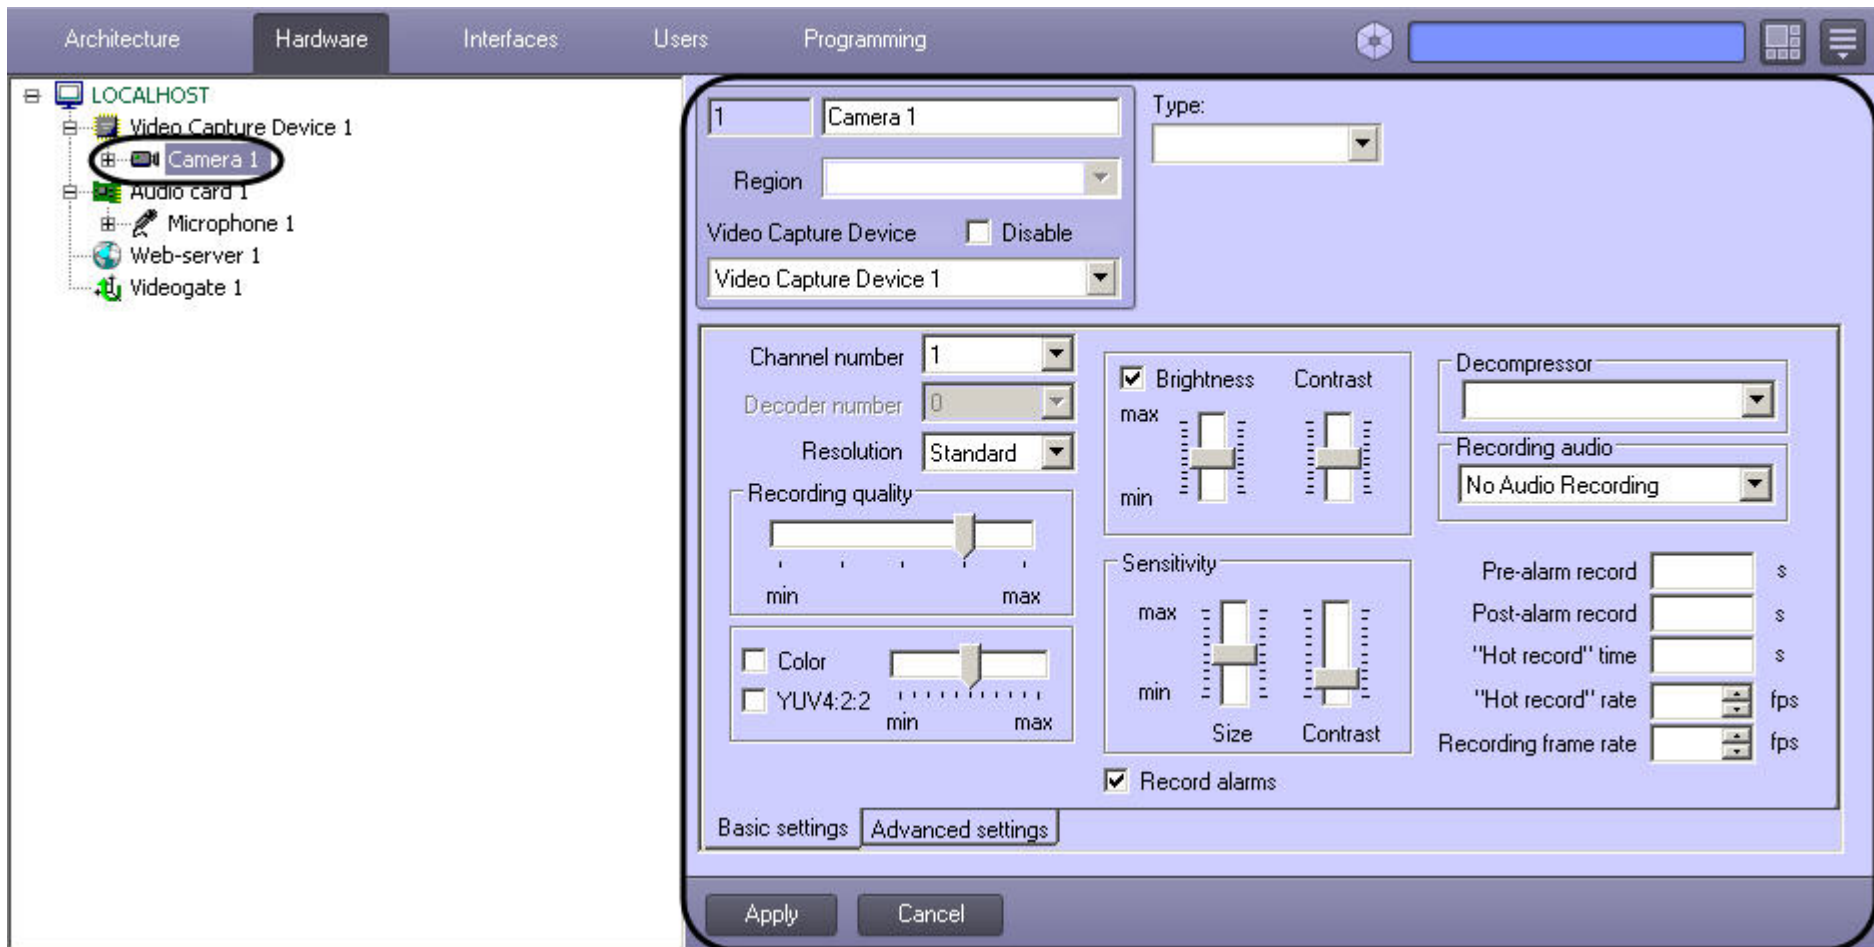 Architecture Hardware Interfaces Users Programming
LOCALHOST
Video Capture Device 1
Camera 1
Audio card 1
Microphone 1
Web-server 1
Videogate 1
1 Camera 1
Type:
Region
Video Capture Device Disable
Video Capture Device 1
Channel number 1
Decoder number 0
Resolution Standard
Recording quality
min max
Color
YUV4:2:2
min max
Brightness Contrast
max
min
Sensitivity
max
min
Size Contrast
Record alarms
Decompressor
Recording audio
No Audio Recording
Pre-alarm record s
Post-alarm record s
"Hot record" time s
"Hot record" rate fps
Recording frame rate fps
Basic settings Advanced settings
Apply Cancel